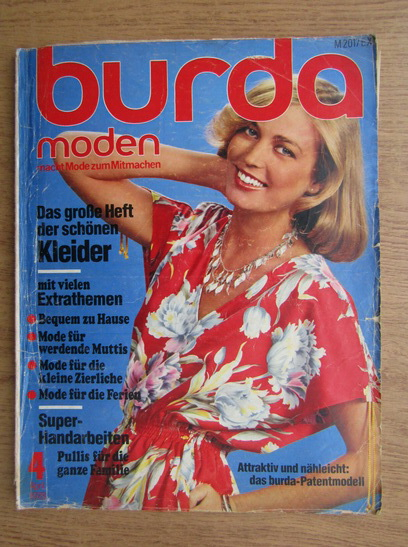 M 201/EX
burda
moden
macht Mode zum Mitmachen
Das große Heft
der schönen
Kleider
mit vielen
Extrathemen
Bequem zu Hause
Mode für
werdende Muttis
Mode für die
kleine Zierliche
Mode für die Ferien
Super-
Handarbeiten
Pullis für die
ganze Familie
4
Attraktiv und nähleicht:
das burda-Patentmodell